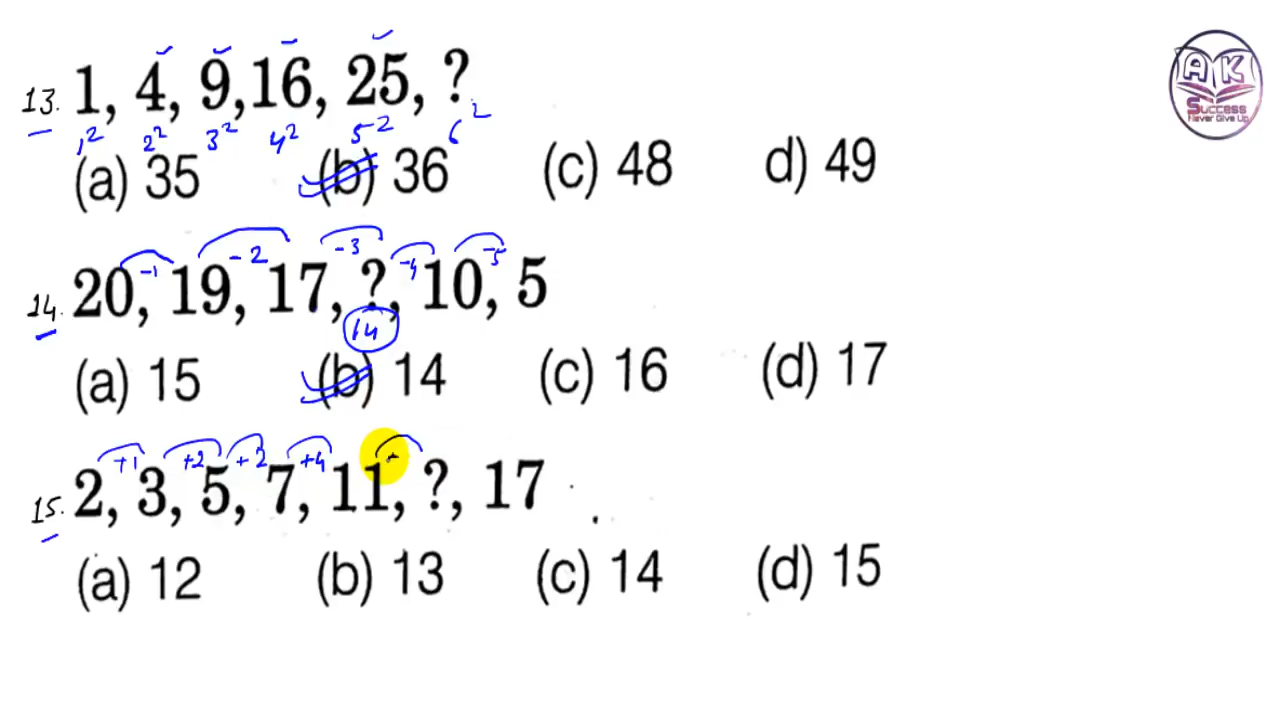 13. 1, 4, 9, 16, 25, ?
1² 2² 3² 4² 5² 6²
(a) 35 (b) 36 (c) 48 d) 49
-1 -2 -3 -4 -5
14. 20, 19, 17, ?, 10, 5
14
(a) 15 (b) 14 (c) 16 (d) 17
+1 +2 +2 +4 +
15. 2, 3, 5, 7, 11, ?, 17
(a) 12 (b) 13 (c) 14 (d) 15
AK
Success
Never Give Up